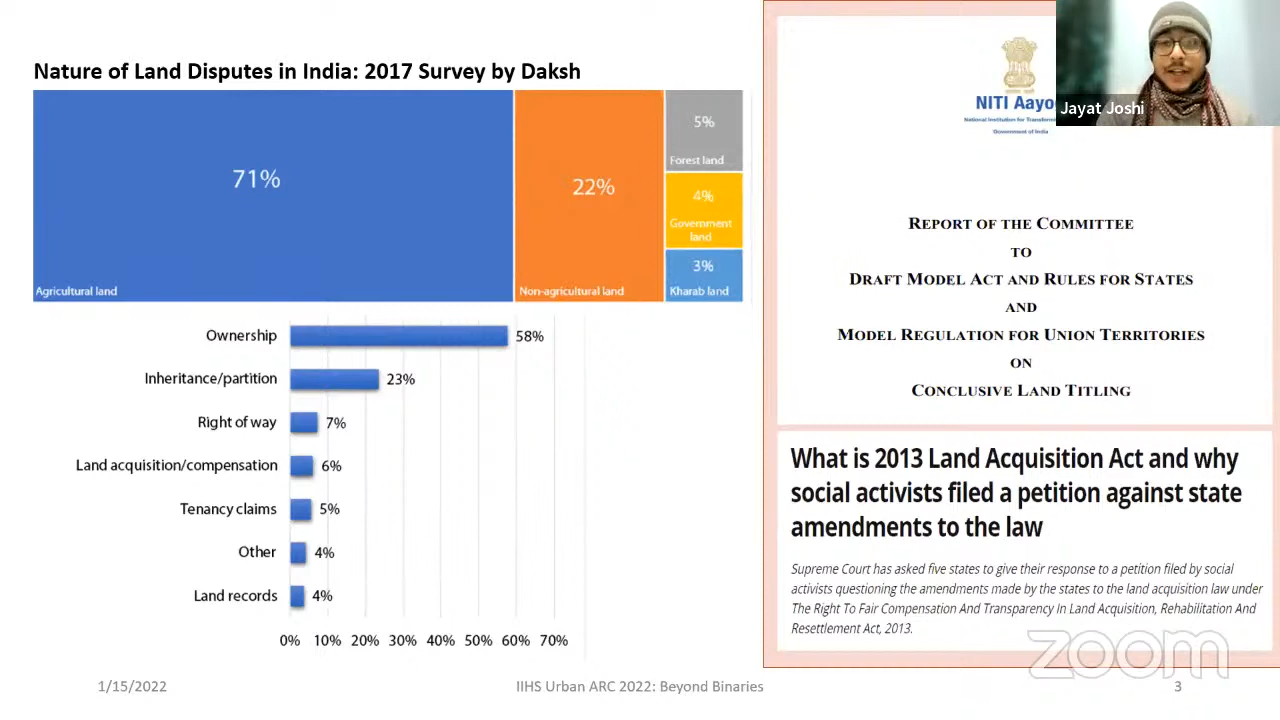 Nature of Land Disputes in India: 2017 Survey by Daksh
71%
Agricultural land
22%
Non-agricultural land
5%
Forest land
4%
Government
land
3%
Kharab land
Ownership
58%
Inheritance/partition
23%
Right of way
7%
Land acquisition/compensation
6%
Tenancy claims
5%
Other
4%
Land records
4%
0% 10% 20% 30% 40% 50% 60% 70%
NITI Aayo
National Institution for Transfor
Government of India
REPORT OF THE COMMITTEE
TO
DRAFT MODEL ACT AND RULES FOR STATES
AND
MODEL REGULATION FOR UNION TERRITORIES
ON
CONCLUSIVE LAND TITLING
What is 2013 Land Acquisition Act and why
social activists filed a petition against state
amendments to the law
Supreme Court has asked five states to give their response to a petition filed by social
activists questioning the amendments made by the states to the land acquisition law under
The Right To Fair Compensation And Transparency In Land Acquisition, Rehabilitation And
Resettlement Act, 2013.
Jayat Joshi
zoom
1/15/2022
IIHS Urban ARC 2022: Beyond Binaries
3